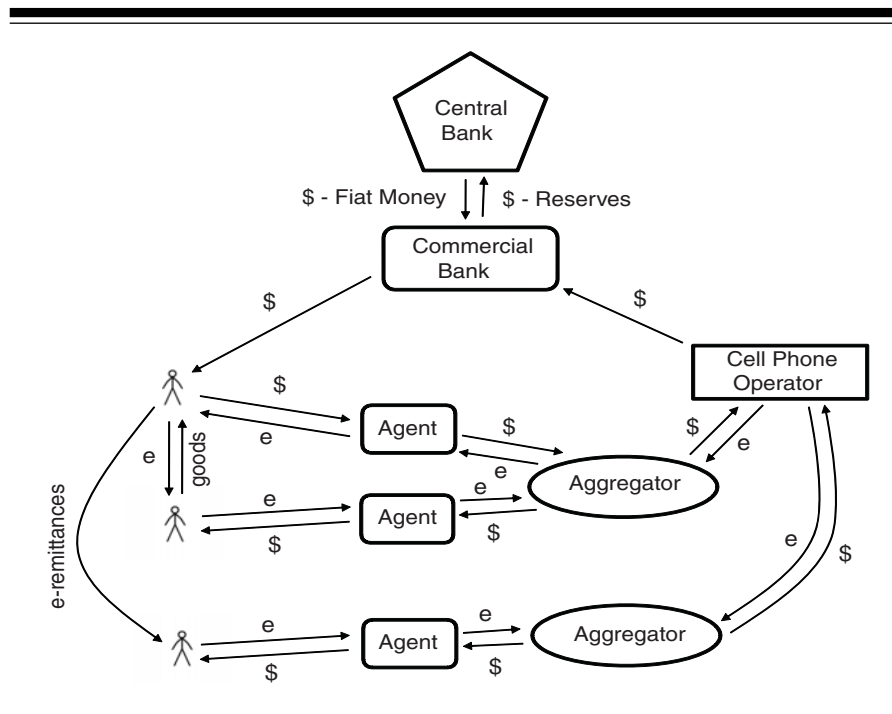 Central
Bank
$ - Fiat Money
$ - Reserves
Commercial
Bank
$
$
Cell Phone
Operator
$
e
Agent
$
e
$
e
Aggregator
e
goods
e
$
Agent
e
$
e
$
e-remittances
e
$
Agent
e
$
Aggregator